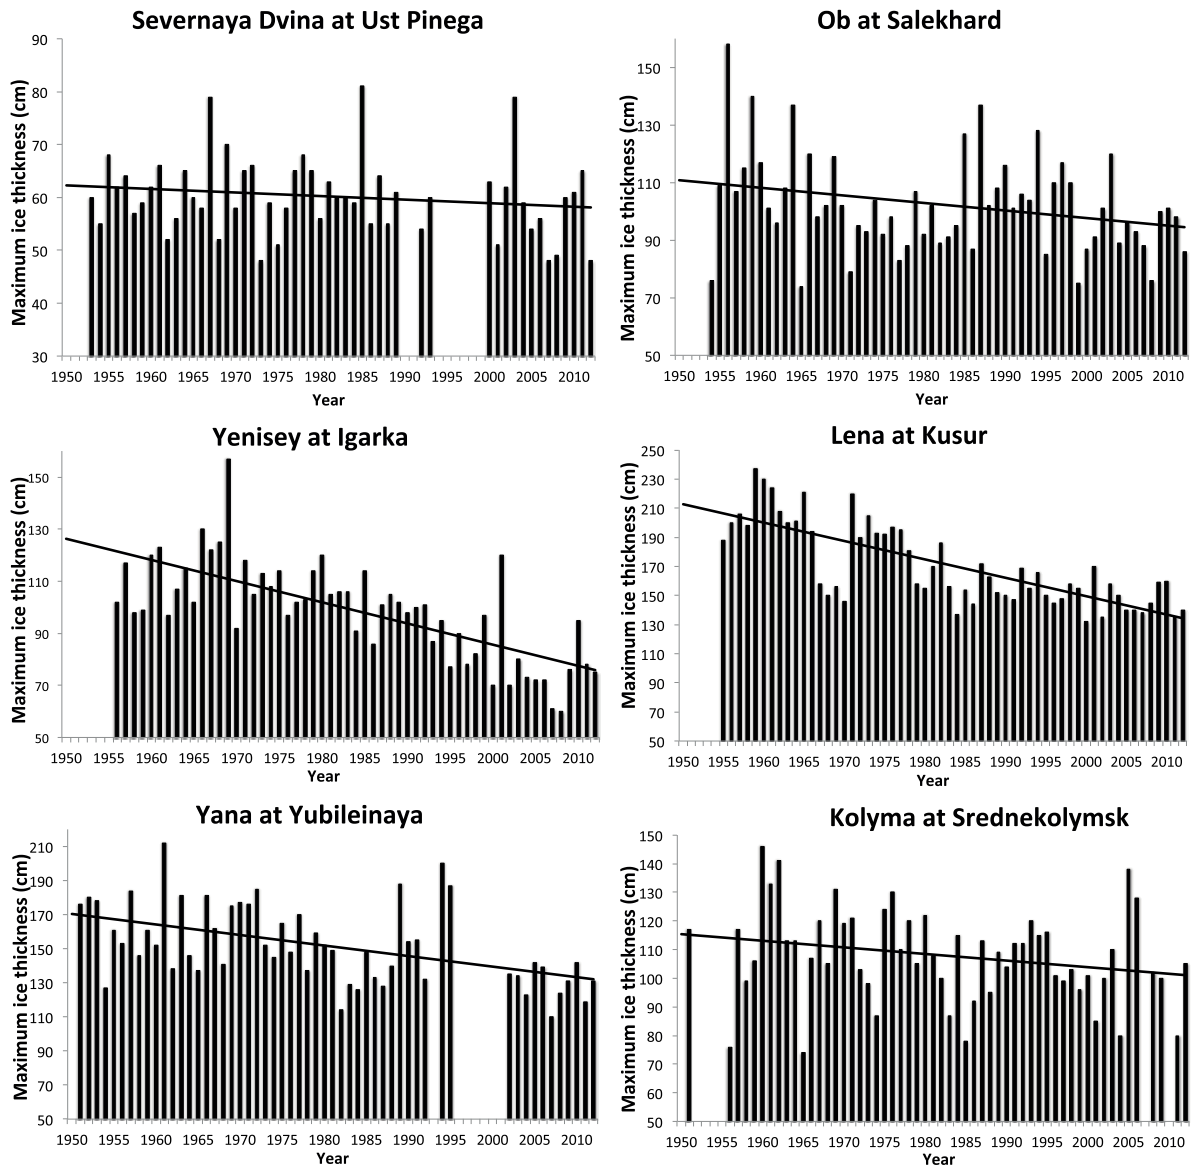 Severnaya Dvina at Ust Pinega
Maximum ice thickness (cm)
90
80
70
60
50
40
30
1950 1955 1960 1965 1970 1975 1980 1985 1990 1995 2000 2005 2010
Year
Ob at Salekhard
Maximum ice thickness (cm)
150
130
110
90
70
50
1950 1955 1960 1965 1970 1975 1980 1985 1990 1995 2000 2005 2010
Year
Yenisey at Igarka
Maximum ice thickness (cm)
150
130
110
90
70
50
1950 1955 1960 1965 1970 1975 1980 1985 1990 1995 2000 2005 2010
Year
Lena at Kusur
Maximum ice thickness (cm)
250
230
210
190
170
150
130
110
90
70
50
1950 1955 1960 1965 1970 1975 1980 1985 1990 1995 2000 2005 2010
Year
Yana at Yubileinaya
Maximum ice thickness (cm)
210
190
170
150
130
110
90
70
50
1950 1955 1960 1965 1970 1975 1980 1985 1990 1995 2000 2005 2010
Year
Kolyma at Srednekolymsk
Maximum ice thickness (cm)
150
140
130
120
110
100
90
80
70
60
50
1950 1955 1960 1965 1970 1975 1980 1985 1990 1995 2000 2005 2010
Year